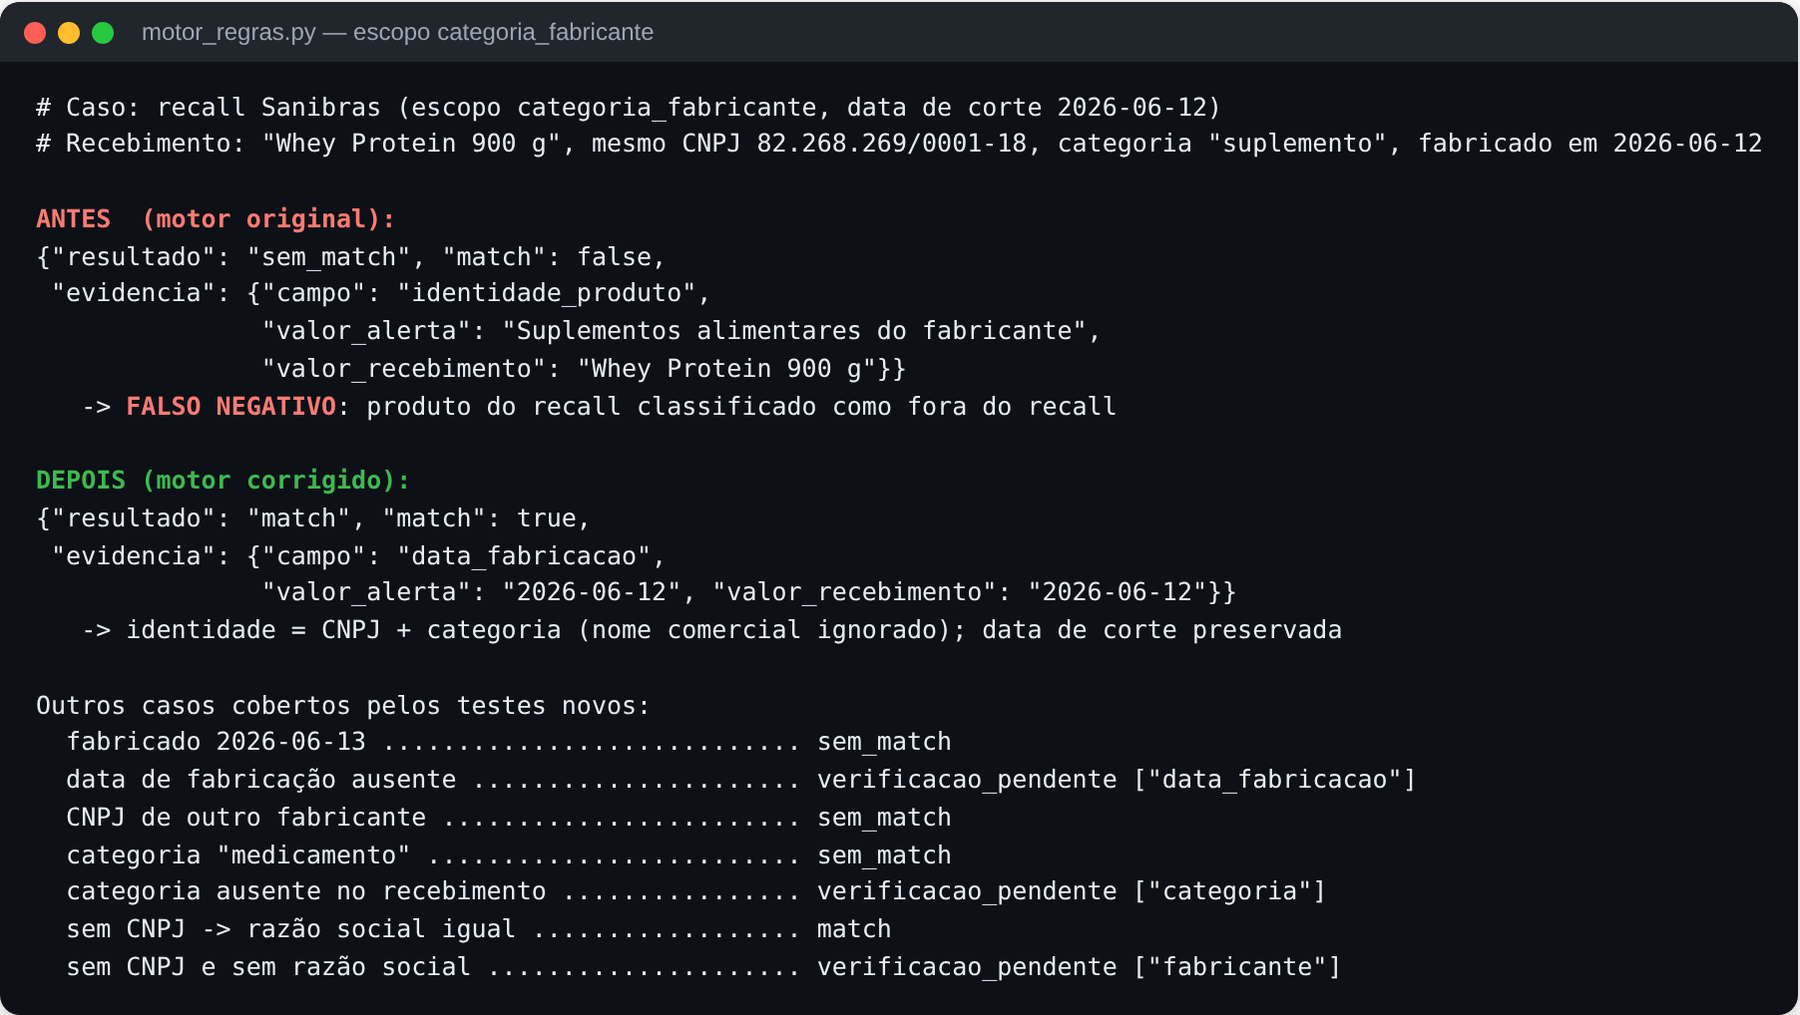 motor_regras.py — escopo categoria_fabricante
# Caso: recall Sanibras (escopo categoria_fabricante, data de corte 2026-06-12)
# Recebimento: "Whey Protein 900 g", mesmo CNPJ 82.268.269/0001-18, categoria "suplemento", fabricado em 2026-06-12
ANTES  (motor original):
{"resultado": "sem_match", "match": false,
 "evidencia": {"campo": "identidade_produto",
               "valor_alerta": "Suplementos alimentares do fabricante",
               "valor_recebimento": "Whey Protein 900 g"}}
   -> FALSO NEGATIVO: produto do recall classificado como fora do recall
DEPOIS (motor corrigido):
{"resultado": "match", "match": true,
 "evidencia": {"campo": "data_fabricacao",
               "valor_alerta": "2026-06-12", "valor_recebimento": "2026-06-12"}}
   -> identidade = CNPJ + categoria (nome comercial ignorado); data de corte preservada
Outros casos cobertos pelos testes novos:
  fabricado 2026-06-13 ............................ sem_match
  data de fabricação ausente ...................... verificacao_pendente ["data_fabricacao"]
  CNPJ de outro fabricante ........................ sem_match
  categoria "medicamento" ......................... sem_match
  categoria ausente no recebimento ................ verificacao_pendente ["categoria"]
  sem CNPJ -> razão social igual .................. match
  sem CNPJ e sem razão social ..................... verificacao_pendente ["fabricante"]